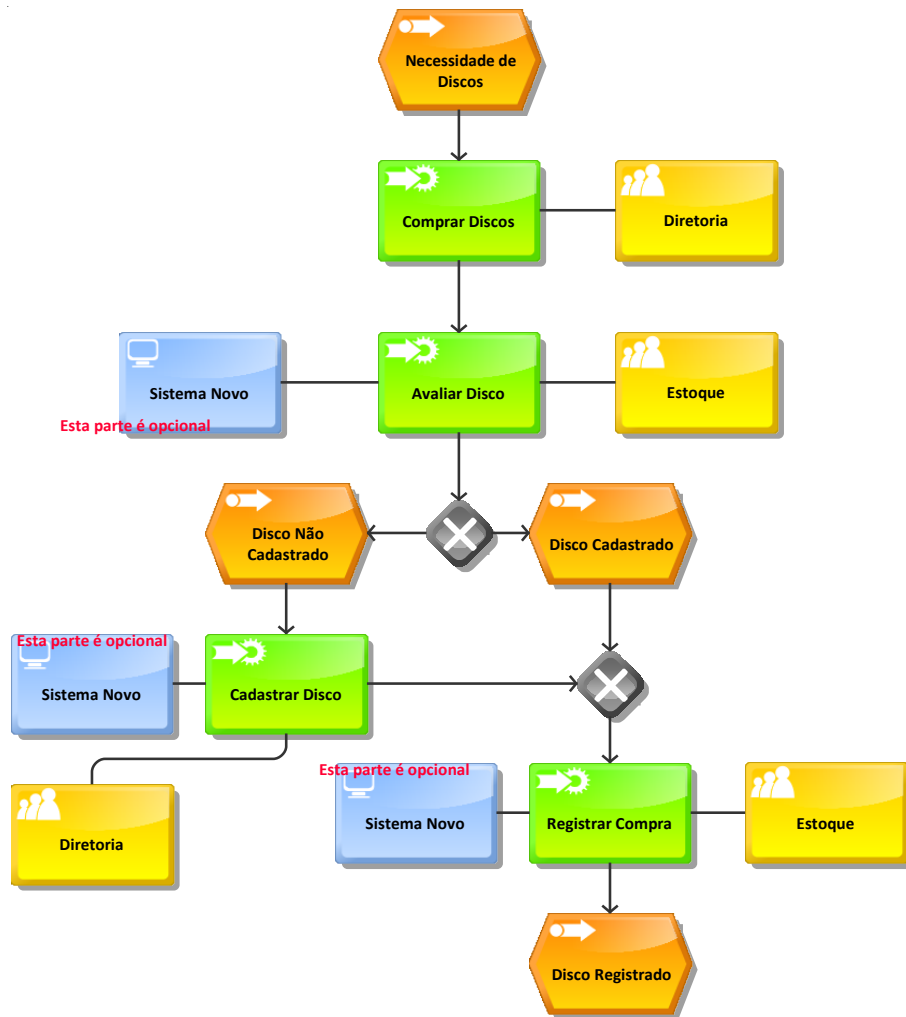 Necessidade de
Discos
Comprar Discos
Diretoria
Sistema Novo
Avaliar Disco
Estoque
Esta parte é opcional
Disco Não
Cadastrado
Disco Cadastrado
Esta parte é opcional
Sistema Novo
Cadastrar Disco
Esta parte é opcional
Sistema Novo
Registrar Compra
Estoque
Diretoria
Disco Registrado